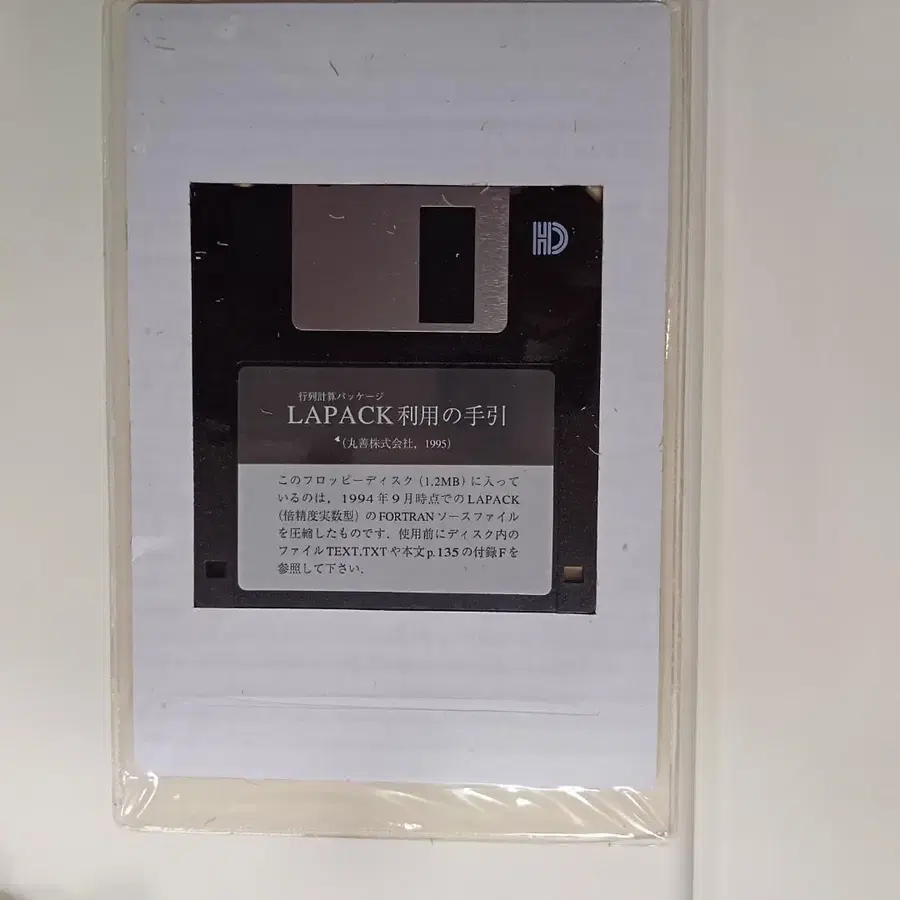 HD
行列計算パッケージ
LAPACK利用の手引
(丸善株式会社, 1995)
このフロッピーディスク(1.2MB)に入って
いるのは, 1994年9月時点でのLAPACK
(倍精度実数型)のFORTRANソースファイル
を圧縮したものです. 使用前にディスク内の
ファイルTEXT.TXTや本文p.135の付録Fを
参照して下さい.